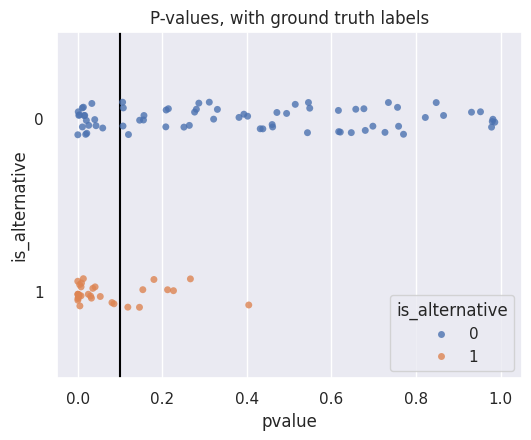 P-values, with ground truth labels
is_alternative
0
1
is_alternative
0
1
0.0 0.2 0.4 0.6 0.8 1.0
pvalue